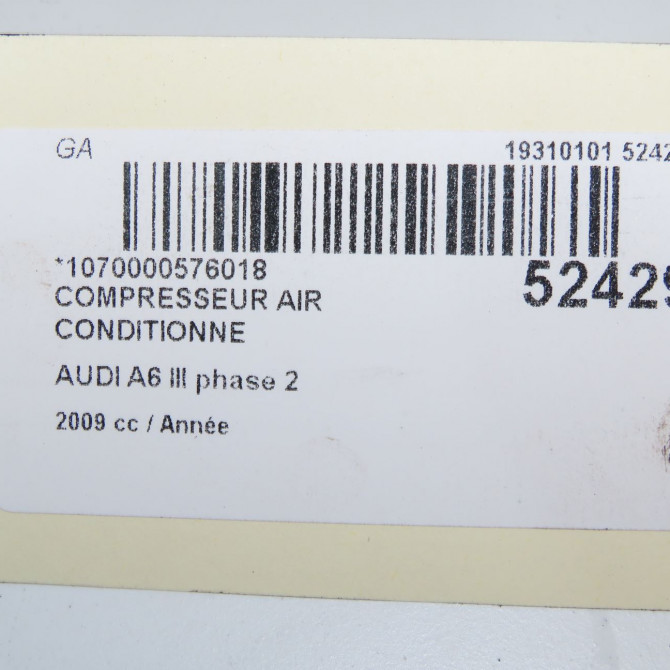 GA
19310101 5242
*1070000576018
52429
COMPRESSEUR AIR
CONDITIONNE
AUDI A6 III phase 2
2009 cc / Année